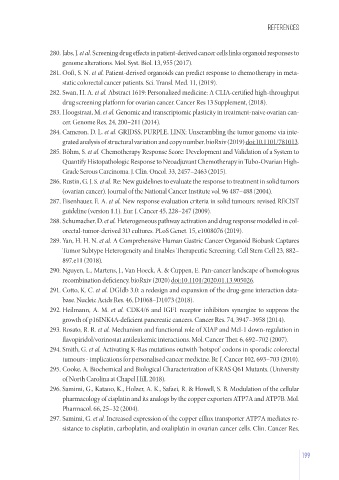 REFERENCES
280. Jabs, J. et al. Screening drug effects in patient-derived cancer cells links organoid responses to
genome alterations. Mol. Syst. Biol. 13, 955 (2017).
281. Ooft, S. N. et al. Patient-derived organoids can predict response to chemotherapy in meta-
static colorectal cancer patients. Sci. Transl. Med. 11, (2019).
282. Swan, H. A. et al. Abstract 1619: Personalized medicine: A CLIA-certified high-throughput
drug screening platform for ovarian cancer. Cancer Res 13 Supplement, (2018).
283. Hoogstraat, M. et al. Genomic and transcriptomic plasticity in treatment-naïve ovarian can-
cer. Genome Res. 24, 200–211 (2014).
284. Cameron, D. L. et al. GRIDSS, PURPLE, LINX: Unscrambling the tumor genome via inte-
grated analysis of structural variation and copy number. bioRxiv (2019) doi:10.1101/781013.
285. Böhm, S. et al. Chemotherapy Response Score: Development and Validation of a System to
Quantify Histopathologic Response to Neoadjuvant Chemotherapy in Tubo-Ovarian High-
Grade Serous Carcinoma. J. Clin. Oncol. 33, 2457–2463 (2015).
286. Rustin, G. J. S. et al. Re: New guidelines to evaluate the response to treatment in solid tumors
(ovarian cancer). Journal of the National Cancer Institute vol. 96 487–488 (2004).
287. Eisenhauer, E. A. et al. New response evaluation criteria in solid tumours: revised RECIST
guideline (version 1.1). Eur. J. Cancer 45, 228–247 (2009).
288. Schumacher, D. et al. Heterogeneous pathway activation and drug response modelled in col-
orectal-tumor-derived 3D cultures. PLoS Genet. 15, e1008076 (2019).
289. Yan, H. H. N. et al. A Comprehensive Human Gastric Cancer Organoid Biobank Captures
Tumor Subtype Heterogeneity and Enables Therapeutic Screening. Cell Stem Cell 23, 882–
897.e11 (2018).
290. Nguyen, L., Martens, J., Van Hoeck, A. & Cuppen, E. Pan-cancer landscape of homologous
recombination deficiency. bioRxiv (2020) doi:10.1101/2020.01.13.905026.
291. Cotto, K. C. et al. DGIdb 3.0: a redesign and expansion of the drug-gene interaction data-
base. Nucleic Acids Res. 46, D1068–D1073 (2018).
292. Heilmann, A. M. et al. CDK4/6 and IGF1 receptor inhibitors synergize to suppress the
growth of p16INK4A-deficient pancreatic cancers. Cancer Res. 74, 3947–3958 (2014).
293. Rosato, R. R. et al. Mechanism and functional role of XIAP and Mcl-1 down-regulation in
flavopiridol/vorinostat antileukemic interactions. Mol. Cancer Ther. 6, 692–702 (2007).
294. Smith, G. et al. Activating K-Ras mutations outwith 'hotspot' codons in sporadic colorectal
tumours - implications for personalised cancer medicine. Br. J. Cancer 102, 693–703 (2010).
295. Cooke, A. Biochemical and Biological Characterization of KRAS Q61 Mutants. (University
of North Carolina at Chapel Hill, 2018).
296. Samimi, G., Katano, K., Holzer, A. K., Safaei, R. & Howell, S. B. Modulation of the cellular
pharmacology of cisplatin and its analogs by the copper exporters ATP7A and ATP7B. Mol.
Pharmacol. 66, 25–32 (2004).
297. Samimi, G. et al. Increased expression of the copper efflux transporter ATP7A mediates re-
sistance to cisplatin, carboplatin, and oxaliplatin in ovarian cancer cells. Clin. Cancer Res.
199